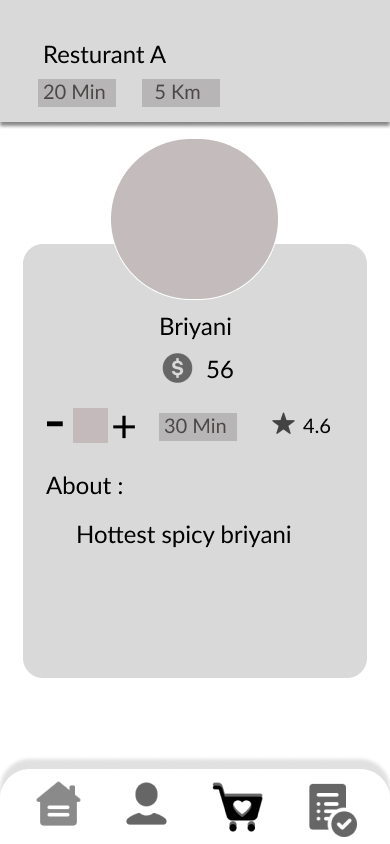 Resturant A
20 Min 5 Km
Briyani
$ 56
- + 30 Min ★ 4.6
About :
Hottest spicy briyani